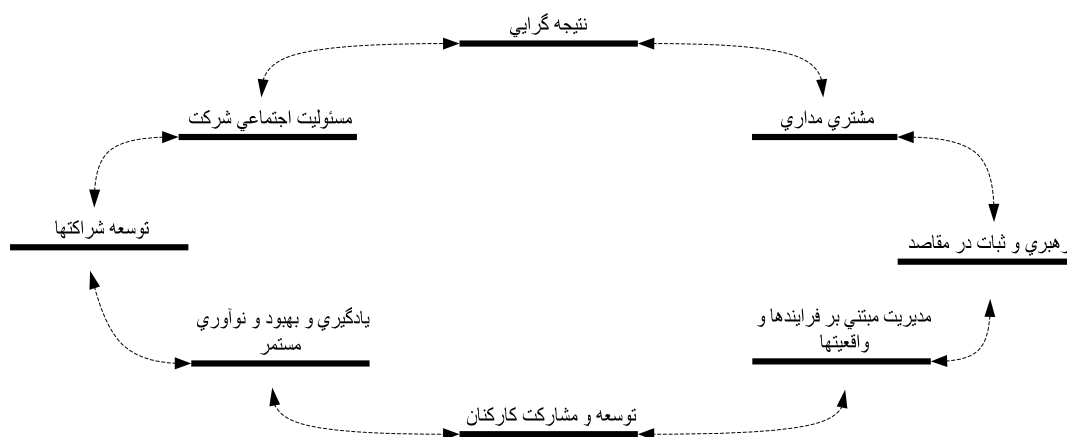 نتيجه گرايي
مشتري مداري
رهبري و ثبات در مقاصد
مديريت مبتني بر فرايندها و
واقعيتها
توسعه و مشاركت كاركنان
يادگيري و بهبود و نوآوري
مستمر
توسعه شراكتها
مسئوليت اجتماعي شركت